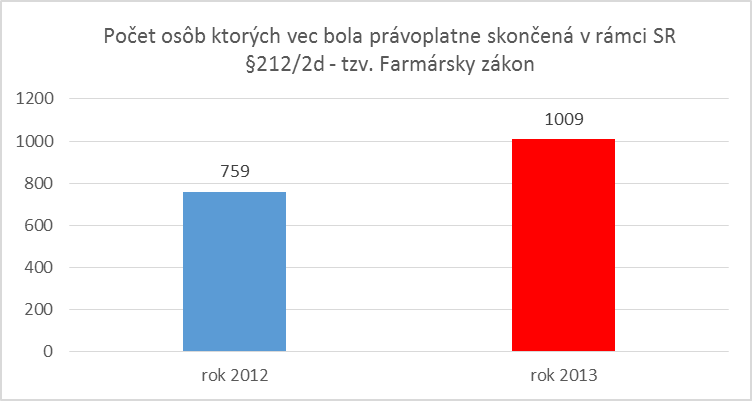 Počet osôb ktorých vec bola právoplatne skončená v rámci SR
§212/2d - tzv. Farmársky zákon
1200
1000
800
600
400
200
0
759
1009
rok 2012
rok 2013